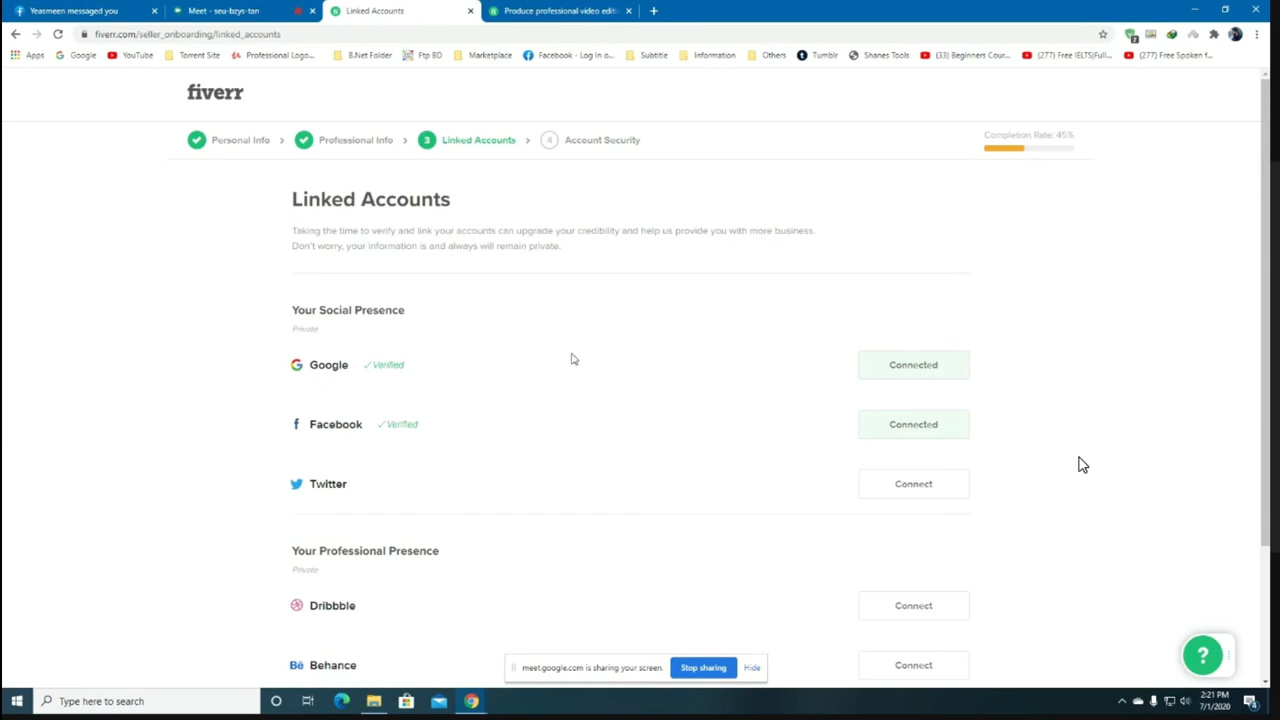 Yeasmeen messaged you
Meet - seu-bzys-tan
Linked Accounts
Produce professional video edit
fiverr.com/seller_onboarding/linked_accounts
Apps
Google
YouTube
Torrent Site
Professional Logo...
B.Net Folder
Ftp BD
Marketplace
Facebook - Log In o...
Subtitle
Information
Others
Tumblr
Shanes Tools
(33) Beginners Cour...
(277) Free IELTS|Full...
(277) Free Spoken f...
fiverr
Personal Info
Professional Info
3 Linked Accounts
4 Account Security
Completion Rate: 45%
Linked Accounts
Taking the time to verify and link your accounts can upgrade your credibility and help us provide you with more business.
Don't worry, your information is and always will remain private.
Your Social Presence
Private
Google ✓Verified Connected
Facebook ✓Verified Connected
Twitter Connect
Your Professional Presence
Private
Dribbble Connect
Bē Behance Connect
meet.google.com is sharing your screen. Stop sharing Hide
?
Type here to search
2:21 PM
7/1/2020